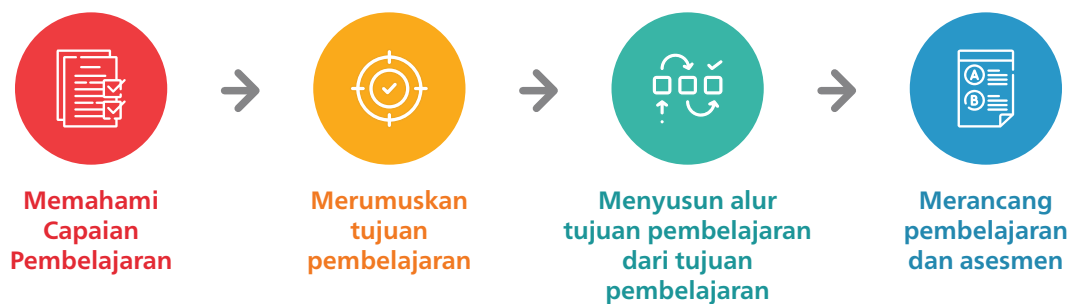 A
B
Memahami
Capaian
Pembelajaran
Merumuskan
tujuan
pembelajaran
Menyusun alur
tujuan pembelajaran
dari tujuan
pembelajaran
Merancang
pembelajaran
dan asesmen